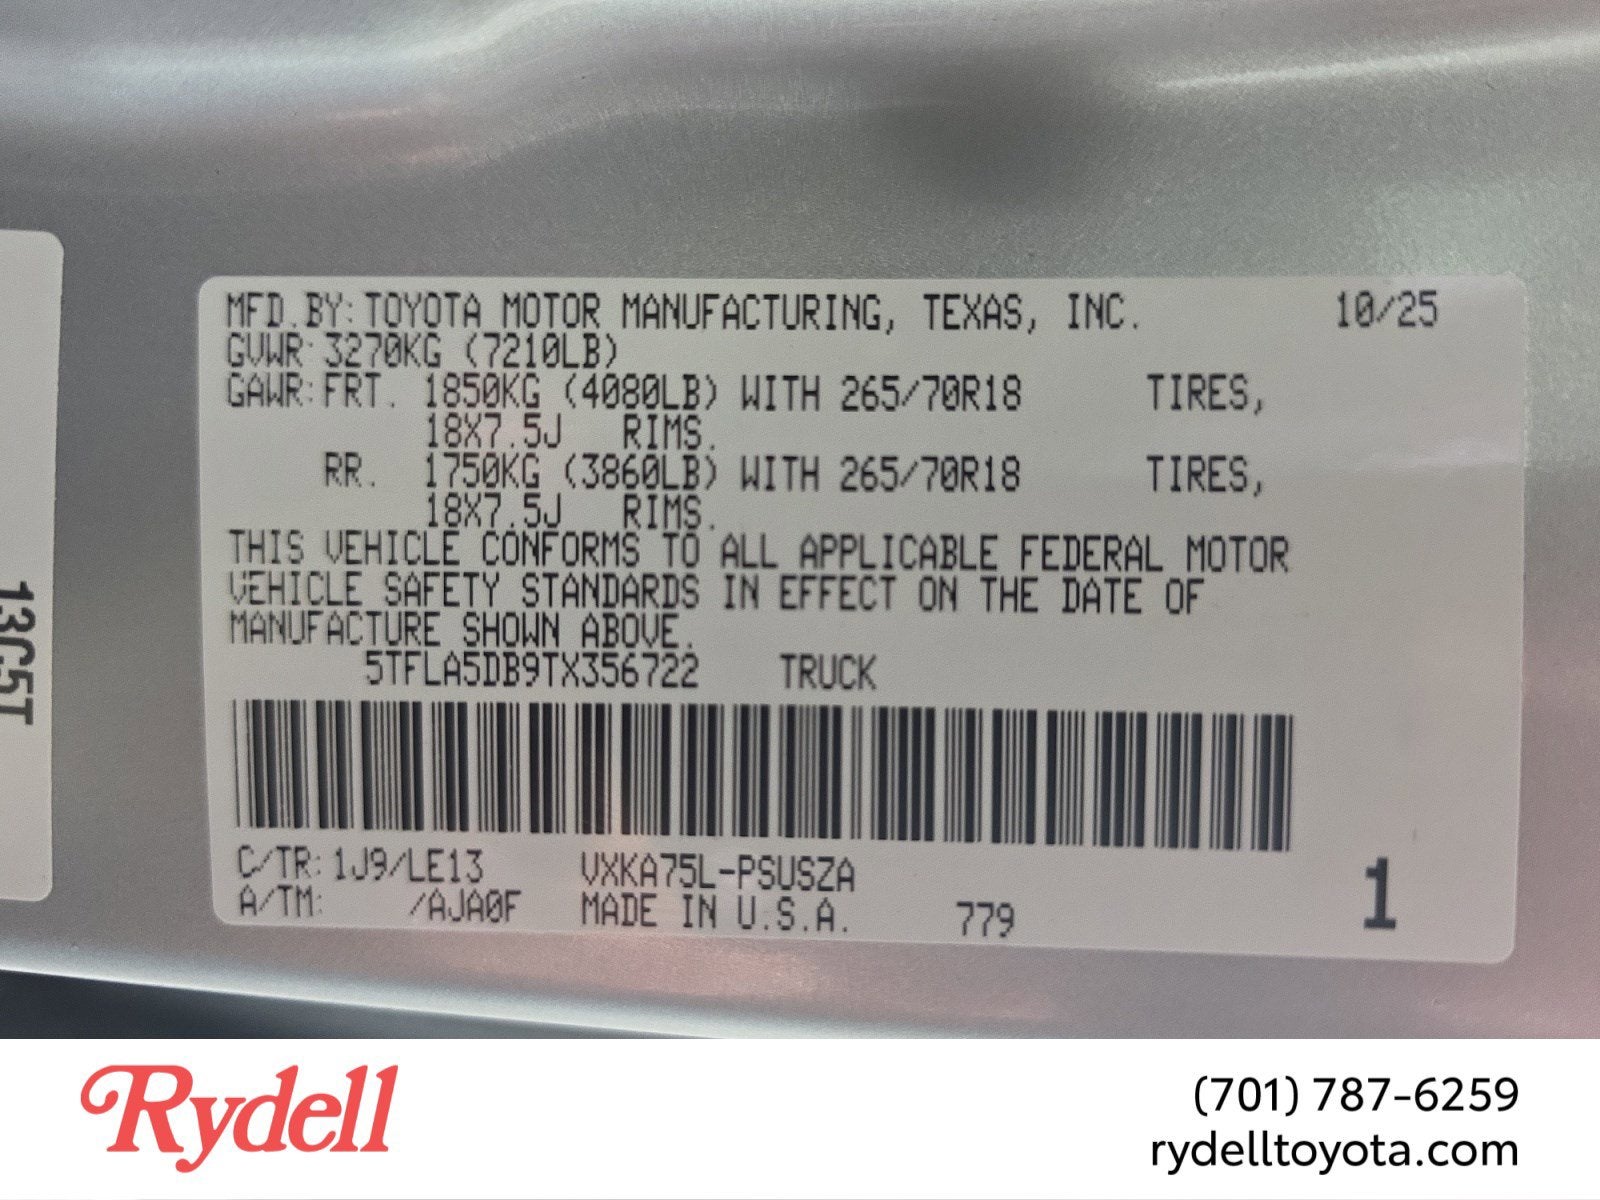 MFD.BY: TOYOTA MOTOR MANUFACTURING, TEXAS, INC. 10/25
GVWR: 3270KG (7210LB)
GAWR: FRT. 1850KG (4080LB) WITH 265/70R18 TIRES,
18X7.5J RIMS.
RR. 1750KG (3860LB) WITH 265/70R18 TIRES,
18X7.5J RIMS.
THIS VEHICLE CONFORMS TO ALL APPLICABLE FEDERAL MOTOR
VEHICLE SAFETY STANDARDS IN EFFECT ON THE DATE OF
MANUFACTURE SHOWN ABOVE.
5TFLA5DB9TX356722 TRUCK
C/TR: 1J9/LE13 VXKA75L-PSUSZA
A/TM: /AJA0F MADE IN U.S.A. 779 1
13C5T
Rydell
(701) 787-6259
rydelltoyota.com